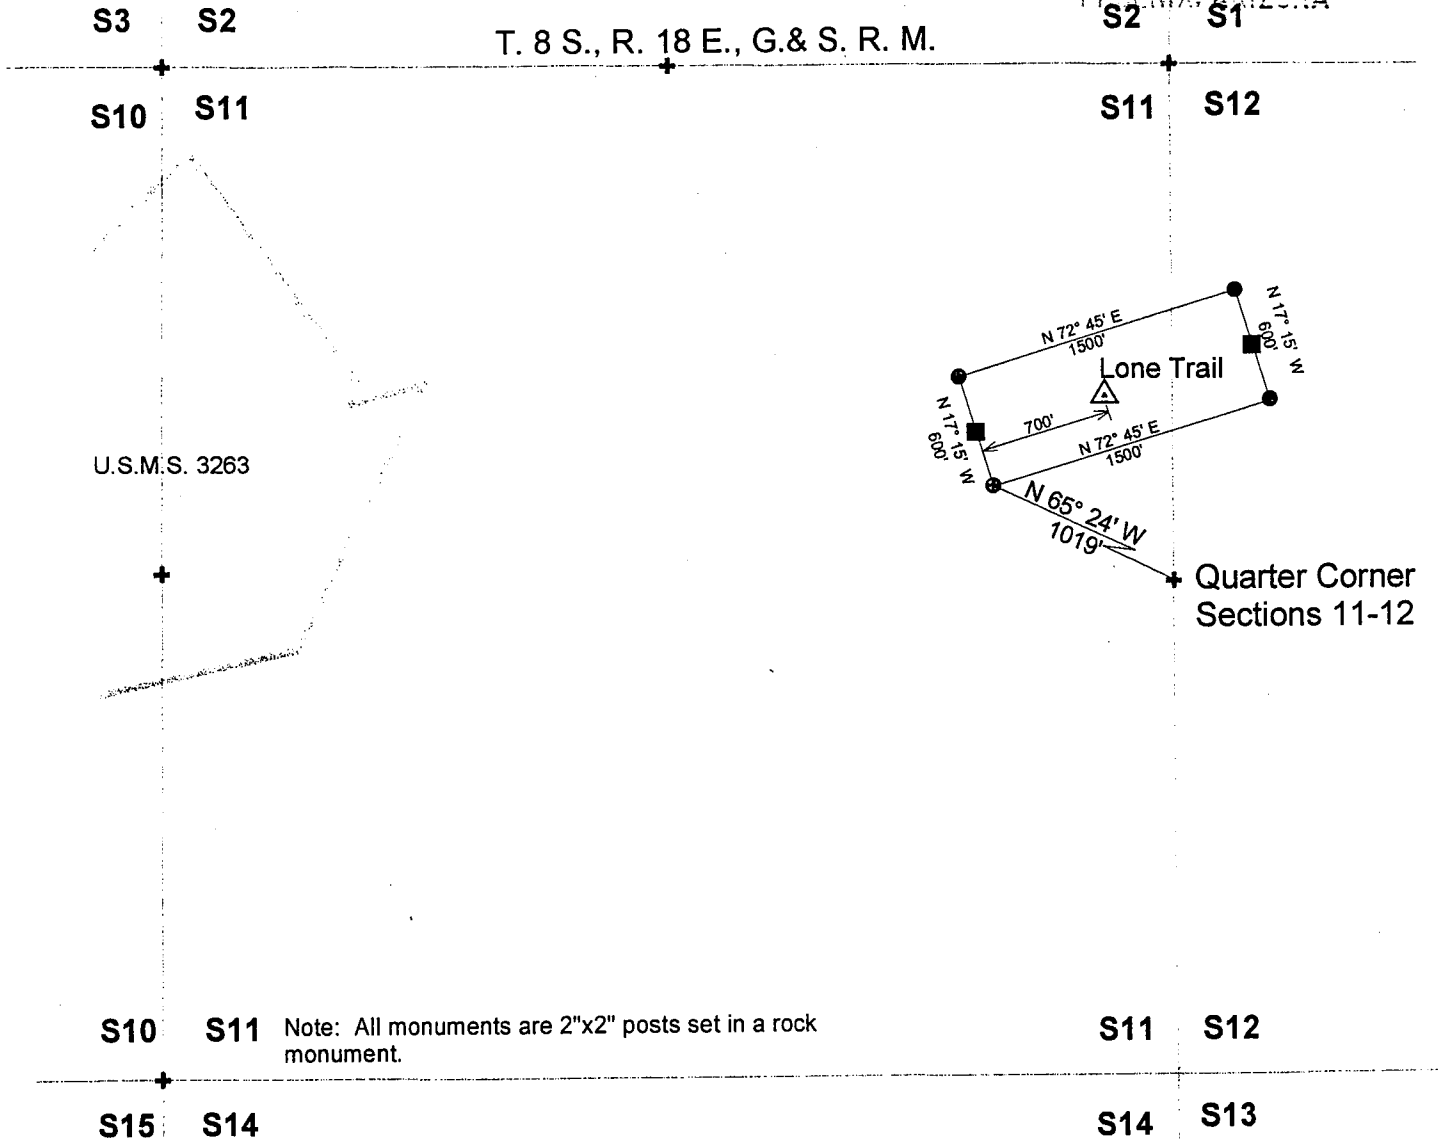 S3 S2
S2 S1
T. 8 S., R. 18 E., G.& S. R. M.
S10 S11
S11 S12
N 72° 45' E
1500'
N 17° 15' W
600'
Lone Trail
700'
N 17° 15' W
600'
N 72° 45' E
1500'
U.S.M.S. 3263
N 65° 24' W
1019'
Quarter Corner
Sections 11-12
S10 S11
Note: All monuments are 2"x2" posts set in a rock
monument.
S11 S12
S15 S14
S14 S13